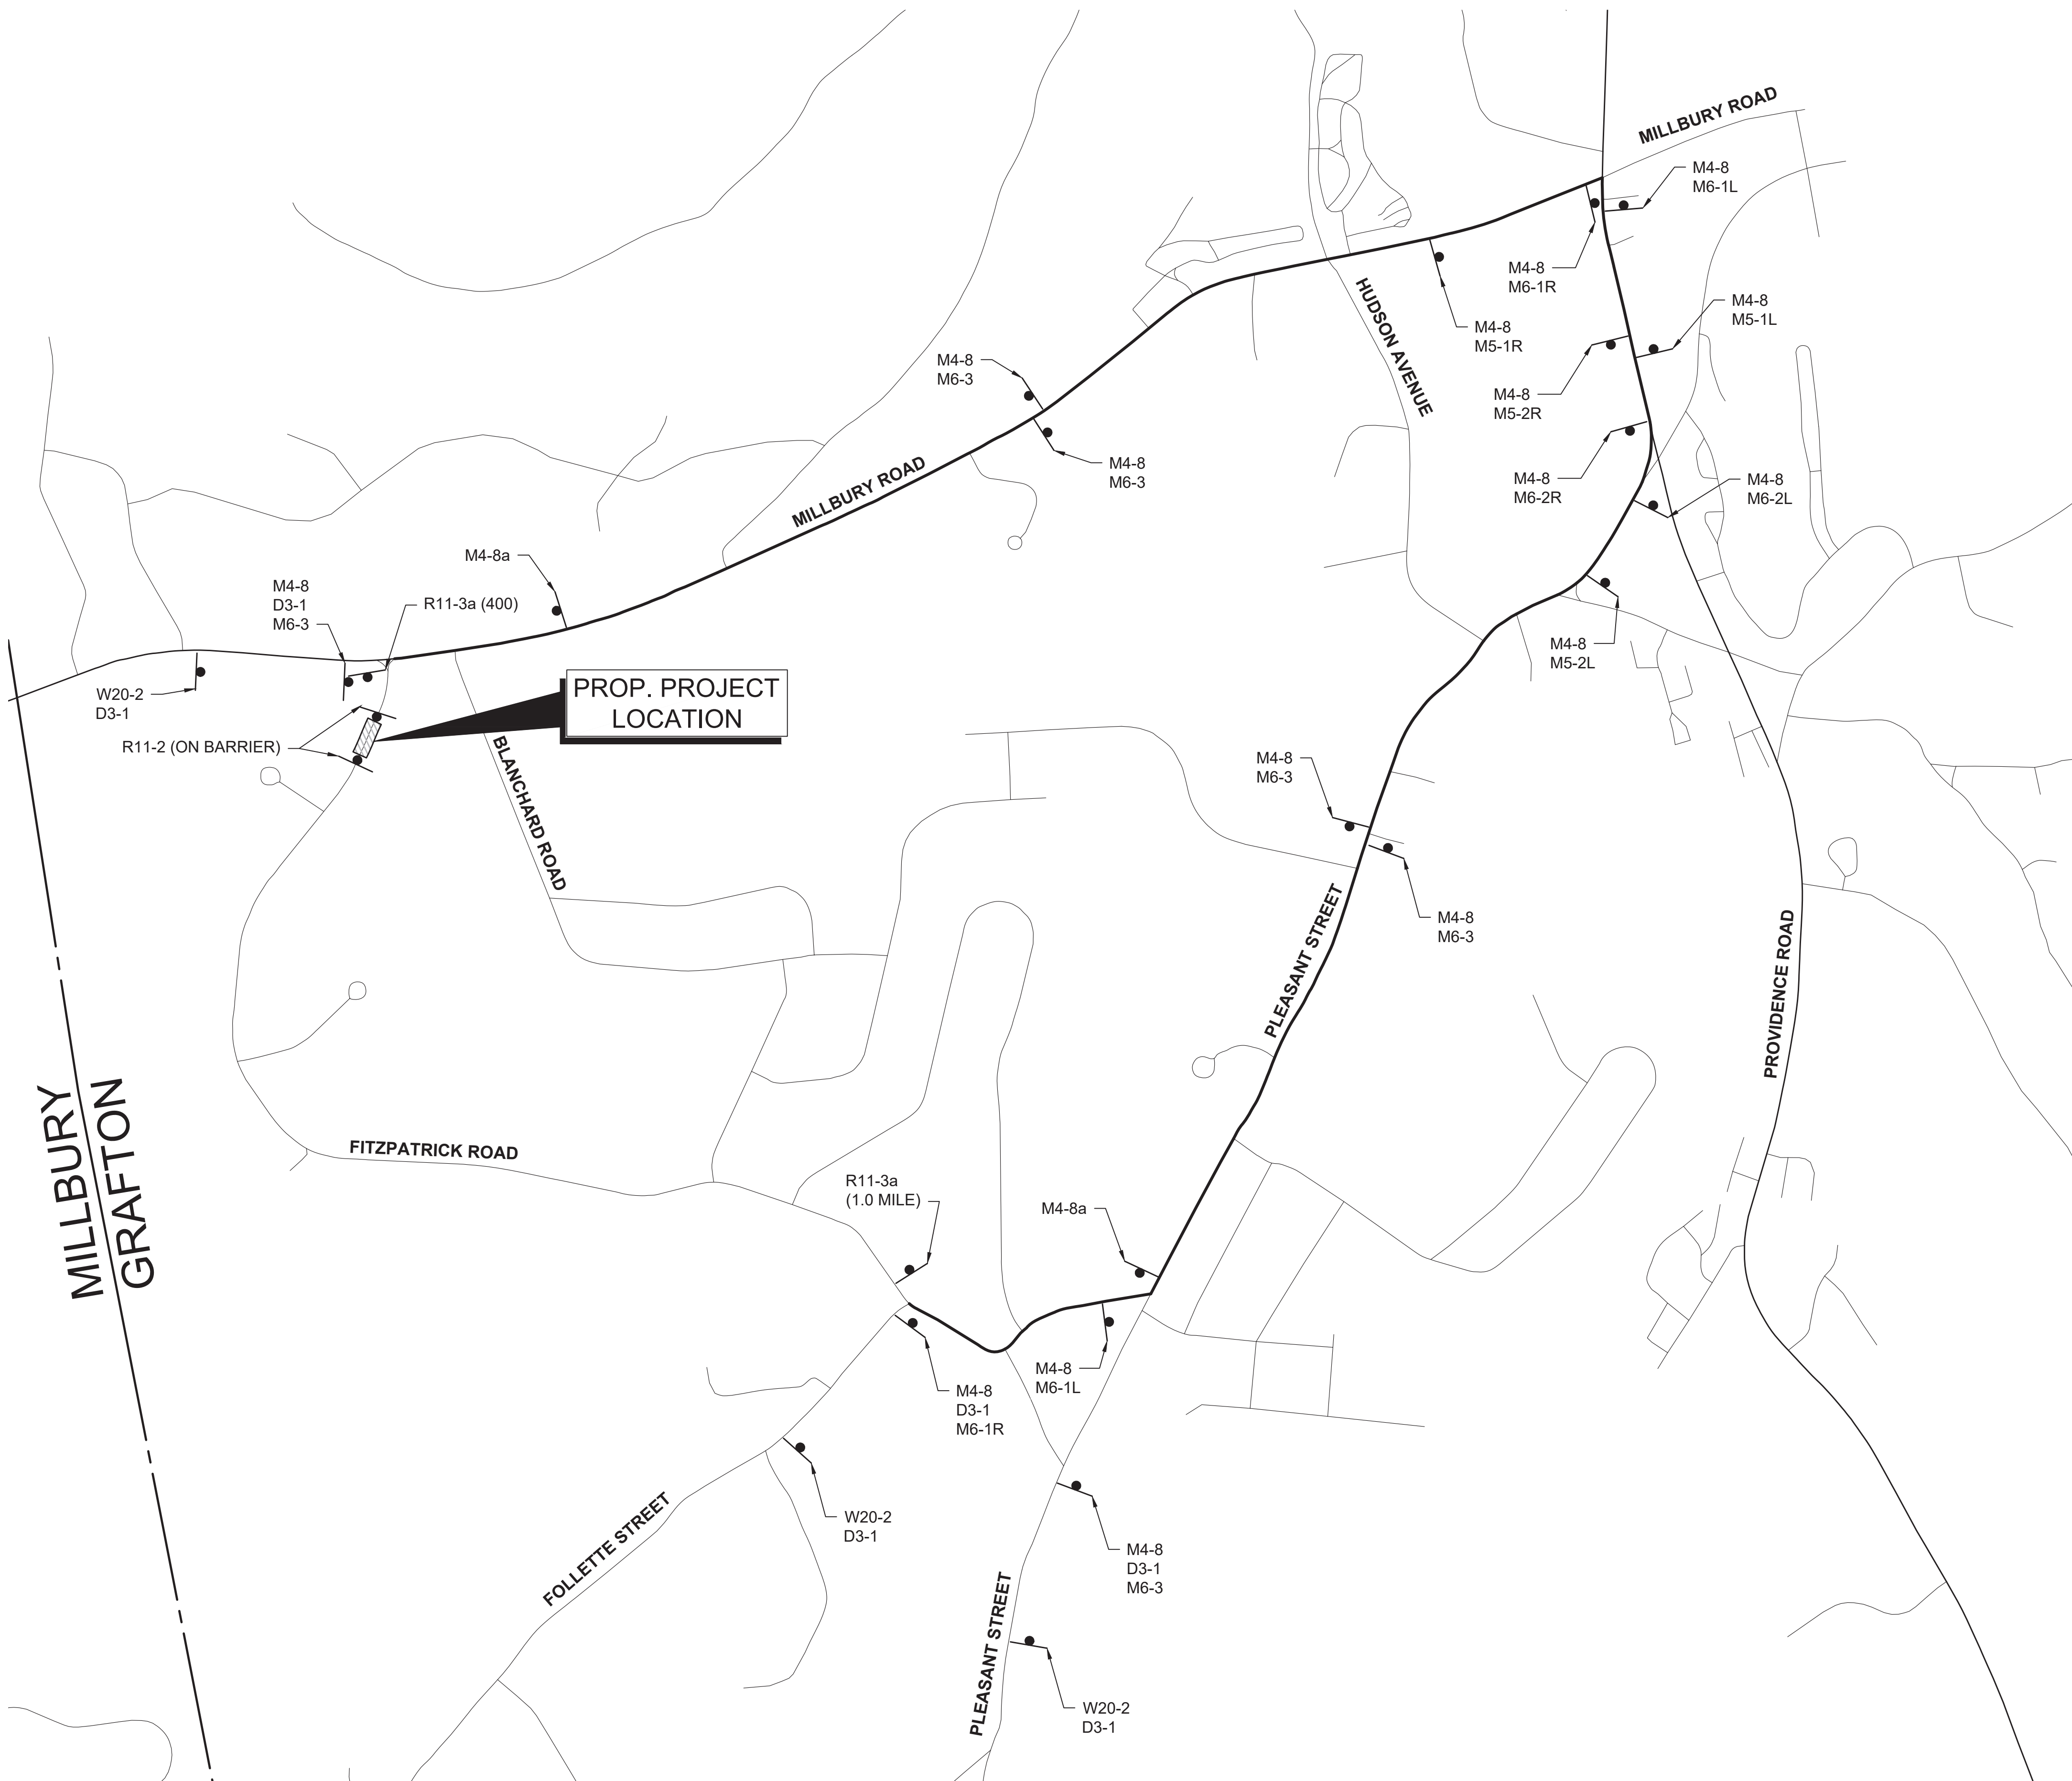 MILLBURY ROAD
M4-8
M6-1L
M4-8
M6-1R
M4-8
M5-1L
M4-8
M5-1R
HUDSON AVENUE
M4-8
M6-3
M4-8
M5-2R
M4-8
M6-3
MILLBURY ROAD
M4-8
M6-2R
M4-8
M6-2L
M4-8a
M4-8
D3-1
M6-3
R11-3a (400)
M4-8
M5-2L
W20-2
D3-1
PROP. PROJECT
LOCATION
R11-2 (ON BARRIER)
BLANCHARD ROAD
M4-8
M6-3
M4-8
M6-3
PLEASANT STREET
PROVIDENCE ROAD
MILLBURY
GRAFTON
FITZPATRICK ROAD
R11-3a
(1.0 MILE)
M4-8a
M4-8
M6-1L
M4-8
D3-1
M6-1R
W20-2
D3-1
FOLLETTE STREET
M4-8
D3-1
M6-3
PLEASANT STREET
W20-2
D3-1